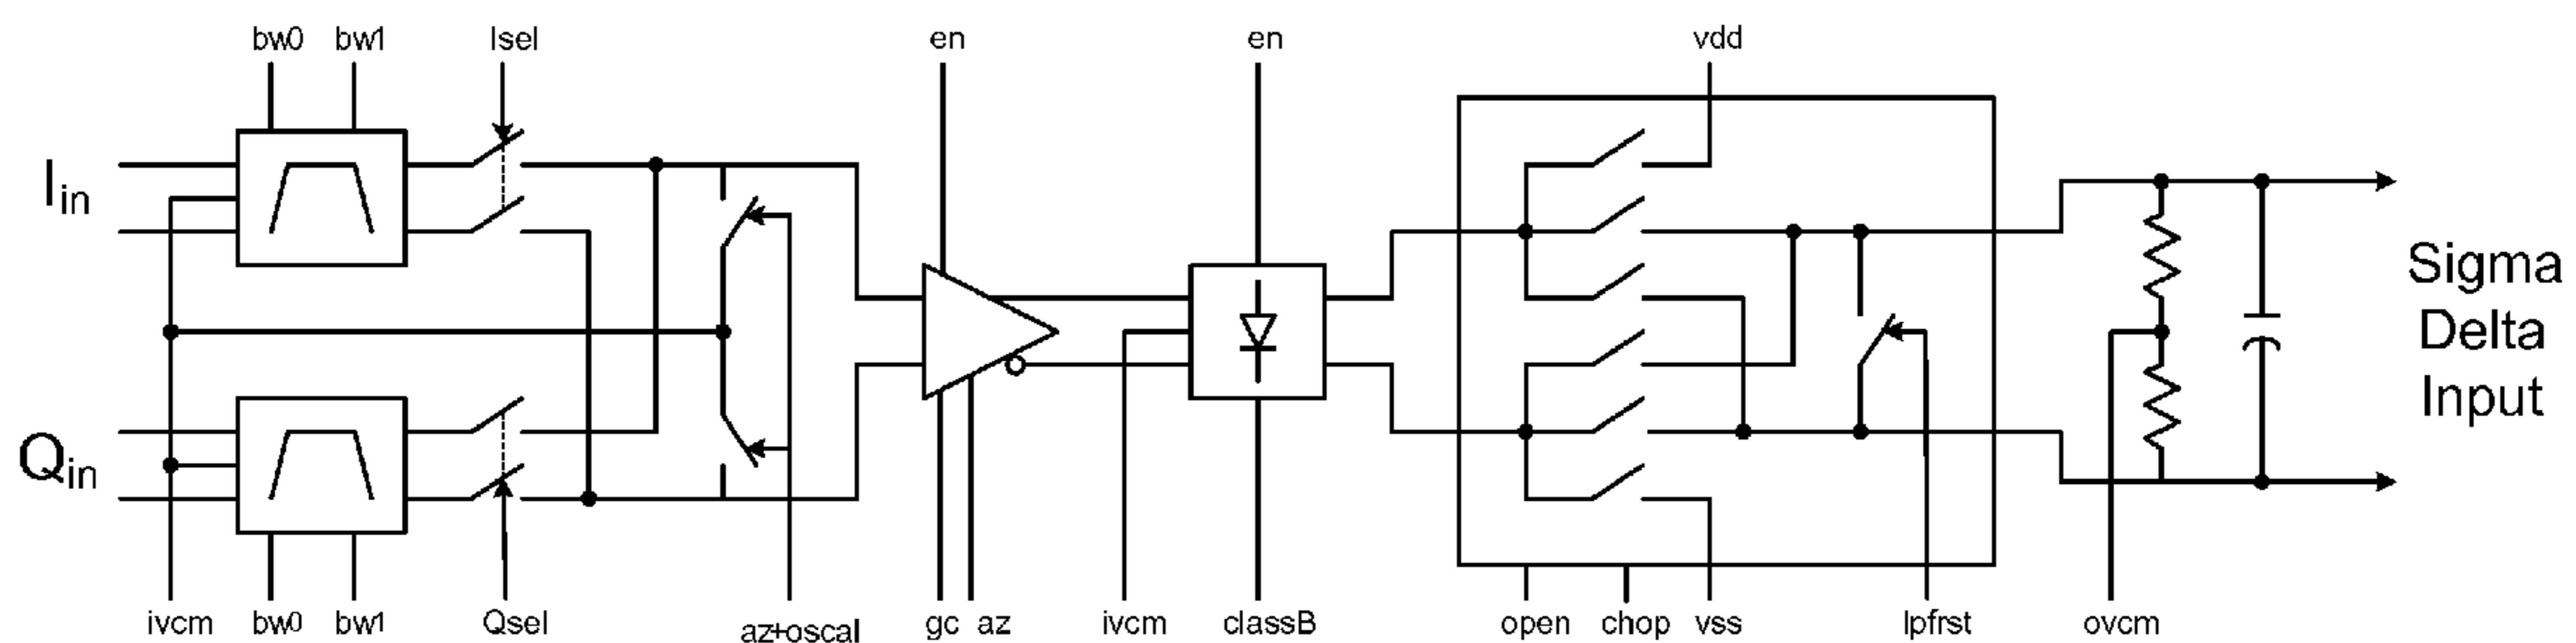 bw0 bw1 Isel en en vdd
Iin
Sigma
Delta
Input
Qin
ivcm bw0 bw1 Qsel az+oscal gc az ivcm classB open chop vss lpfrst ovcm